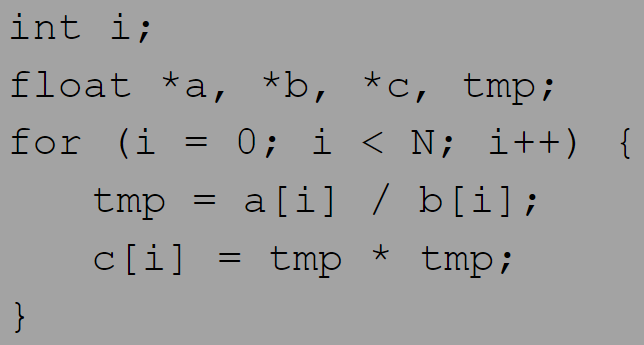 int i;
float *a, *b, *c, tmp;
for (i = 0; i < N; i++) {
    tmp = a[i] / b[i];
    c[i] = tmp * tmp;
}